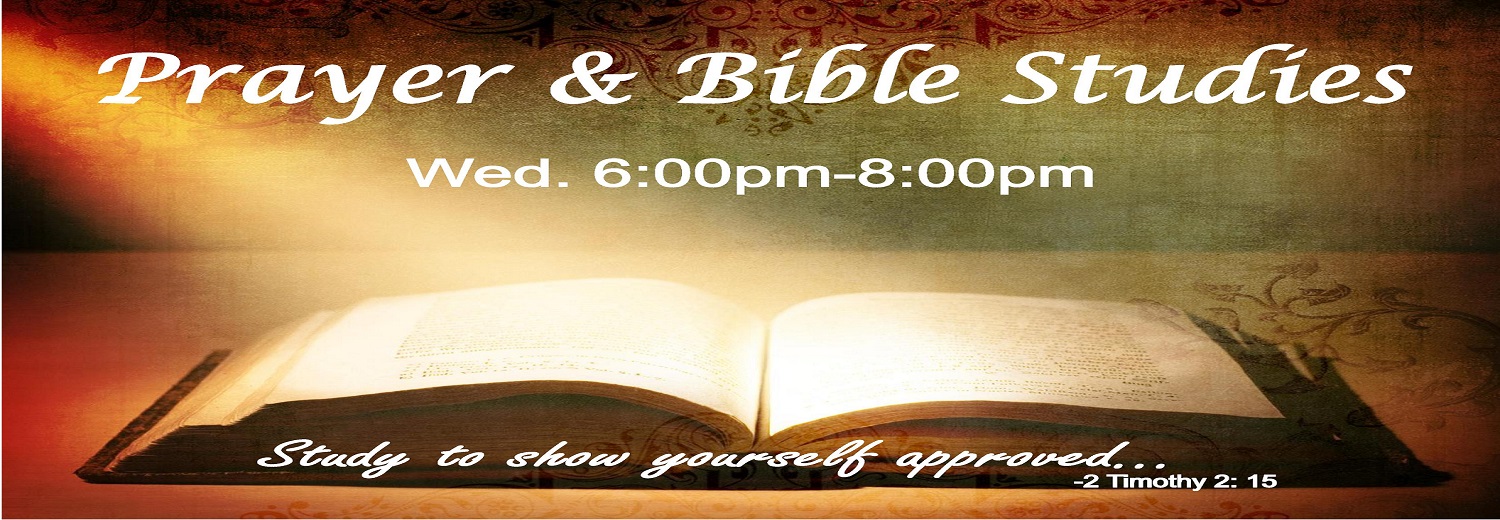 Prayer & Bible Studies
Wed. 6:00pm-8:00pm
Study to show yourself approved...
-2 Timothy 2: 15